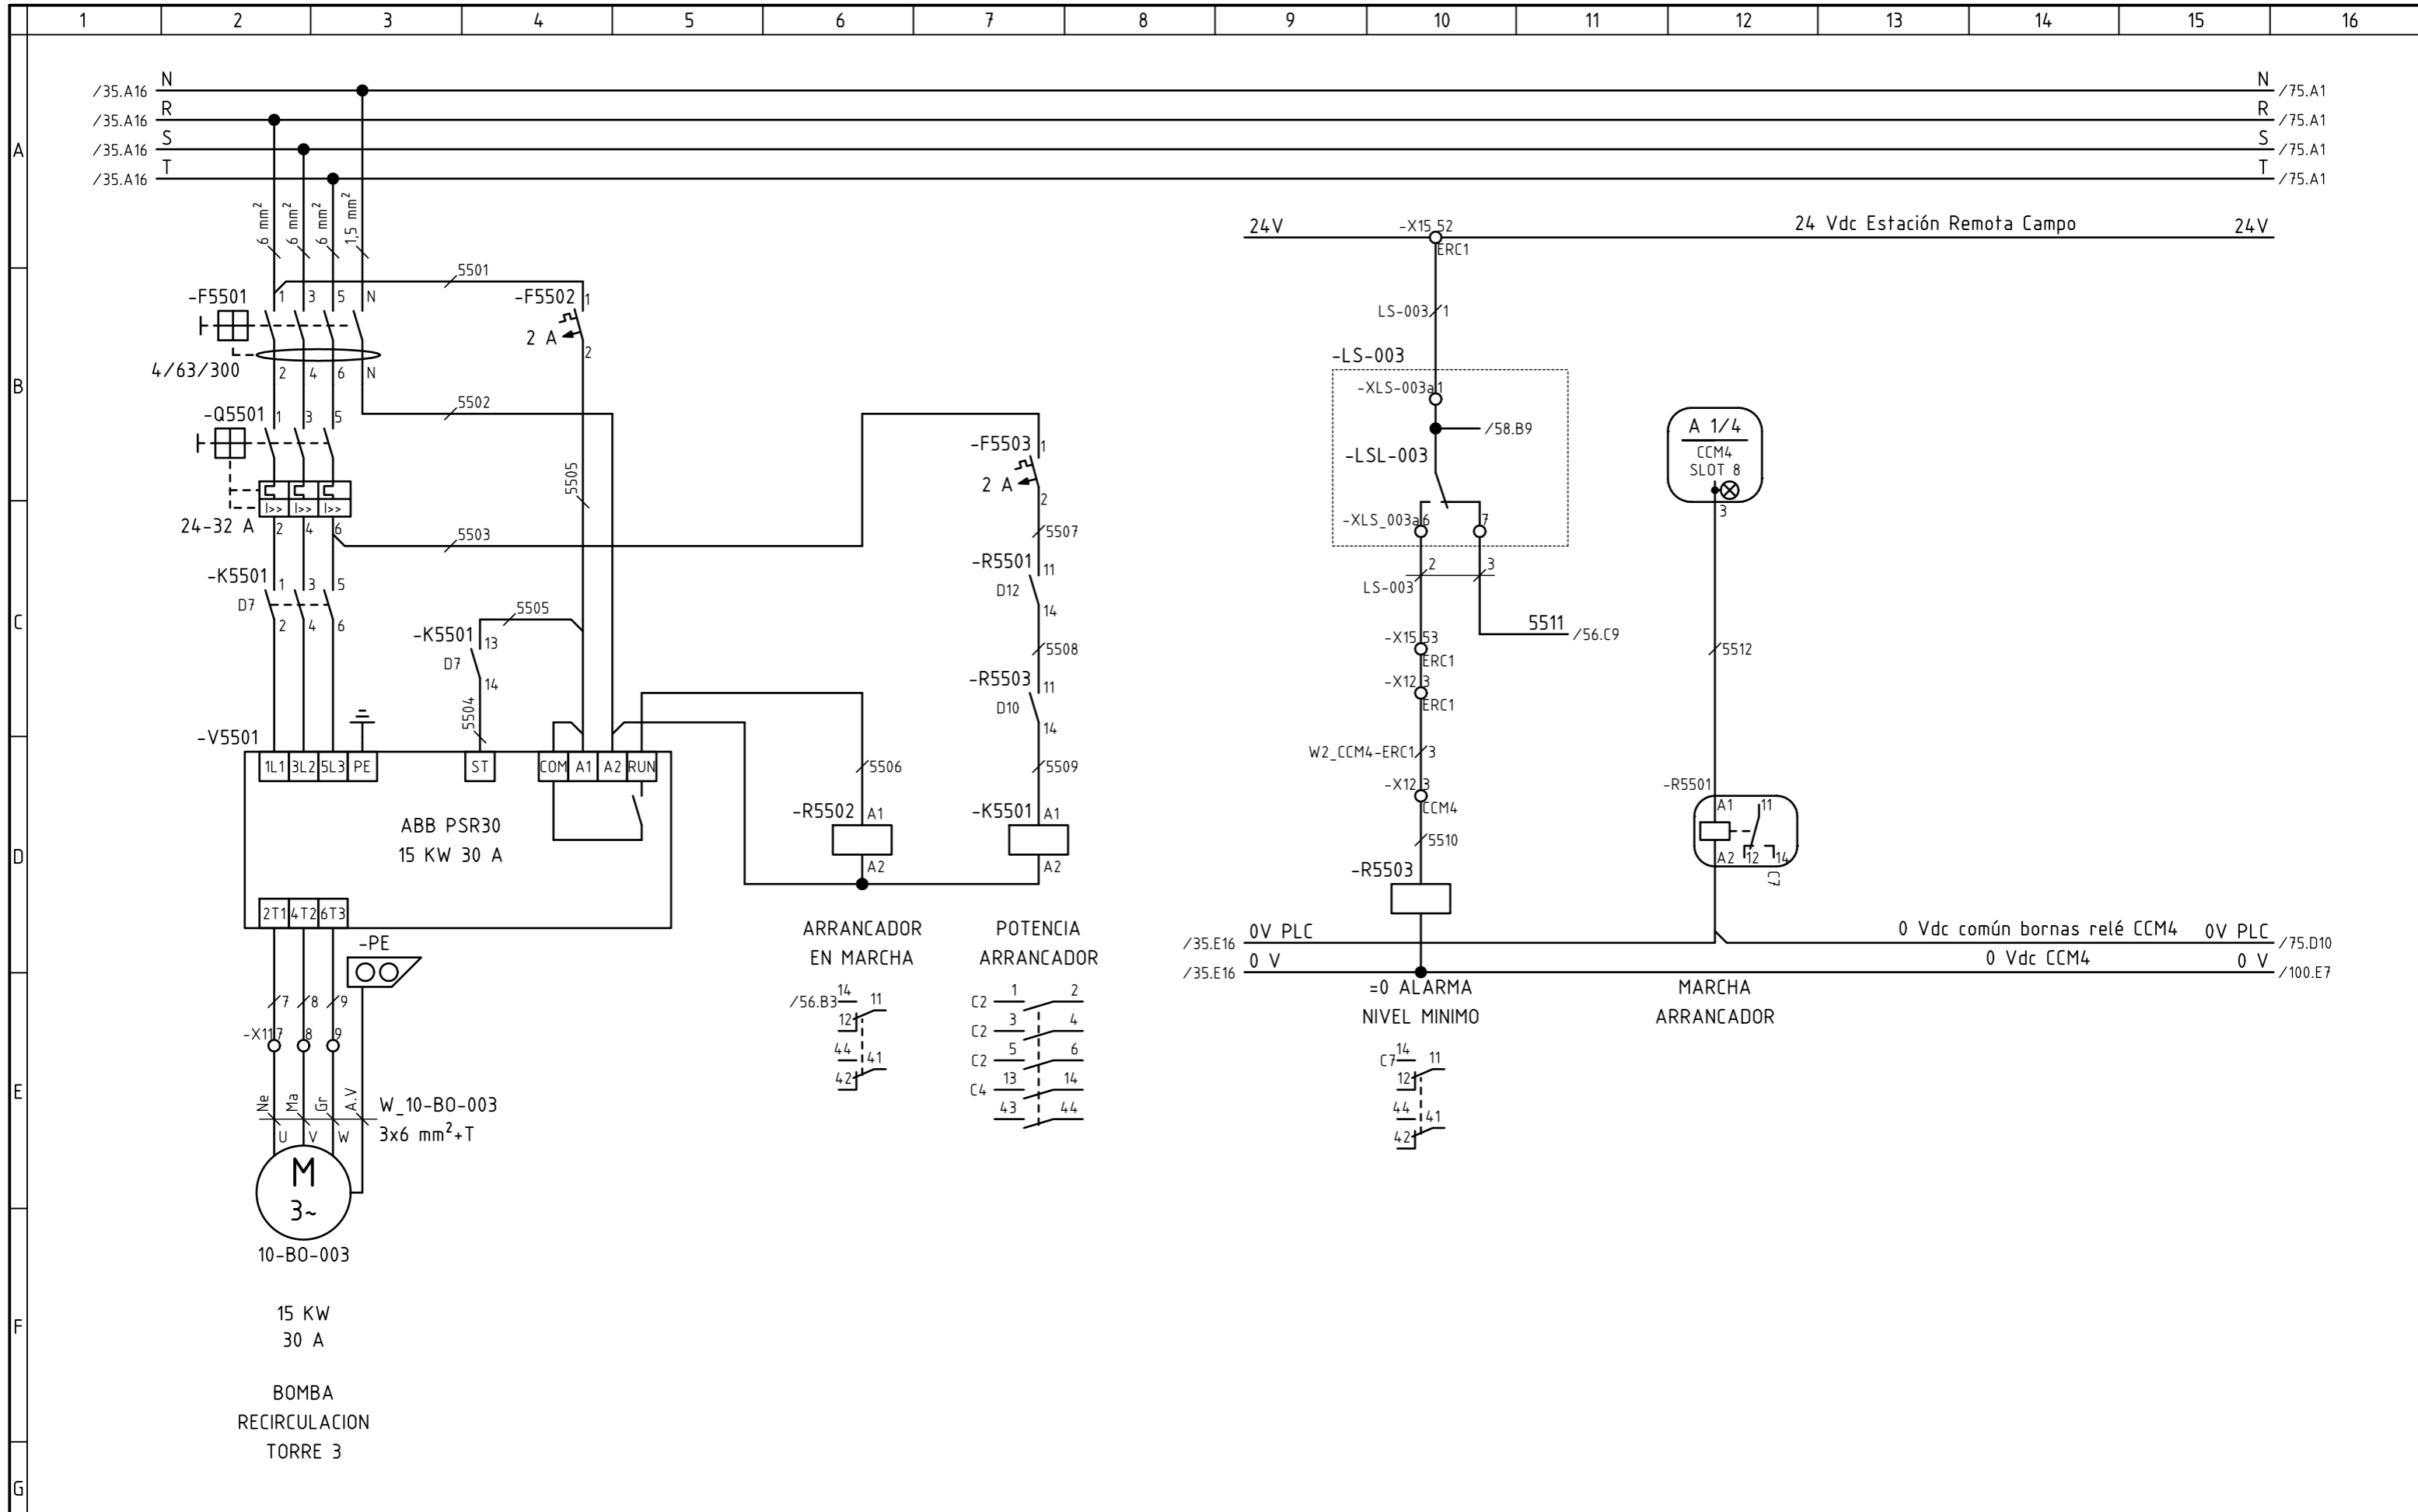 1 2 3 4 5 6 7 8 9 10 11 12 13 14 15 16
A
B
C
D
E
F
G
/35.A16 N
/35.A16 R
/35.A16 S
/35.A16 T
N /75.A1
R /75.A1
S /75.A1
T /75.A1
6 mm²
6 mm²
6 mm²
1,5 mm²
5501
-F5501
1 3 5 N
4/63/300
2 4 6 N
-F5502
1
2 A
2
-Q5501
1 3 5
5502
I>> I>> I>>
24-32 A
2 4 6
5503
5505
-K5501
D7
1 3 5
2 4 6
5505
-K5501
13
D7
14
5504
-V5501
1L1 3L2 5L3 PE
ST
COM A1 A2 RUN
ABB PSR30
15 KW 30 A
2T1 4T2 6T3
-PE
7 8 9
-X11 7 8 9
Ne Ma Gr A.V
W_10-BO-003
3x6 mm²+T
U V W
M
3~
10-BO-003
15 KW
30 A
BOMBA
RECIRCULACION
TORRE 3
-F5503
1
2 A
2
5507
-R5501
11
D12
14
5508
-R5503
11
D10
14
5506
5509
-R5502
A1
A2
-K5501
A1
A2
ARRANCADOR
EN MARCHA
POTENCIA
ARRANCADOR
/56.B3
14 11
12
44 41
42
C2 1 2
C2 3 4
C2 5 6
C4 13 14
43 44
24V
-X15 52
ERC1
24 Vdc Estación Remota Campo
24V
LS-003 1
-LS-003
-XLS-003a 1
/58.B9
-LSL-003
-XLS_003a 6
7
2 3
LS-003
5511 /56.C9
-X15 53
ERC1
-X12 3
ERC1
W2_CCM4-ERC1 3
-X12 3
CCM4
5510
-R5503
A 1/4
CCM4
SLOT 8
3
5512
-R5501
A1 11
A2 12 14
C7
/35.E16 0V PLC
0 Vdc común bornas relé CCM4
0V PLC /75.D10
/35.E16 0 V
0 Vdc CCM4
0 V /100.E7
=0 ALARMA
NIVEL MINIMO
MARCHA
ARRANCADOR
C7
14 11
12
44 41
42